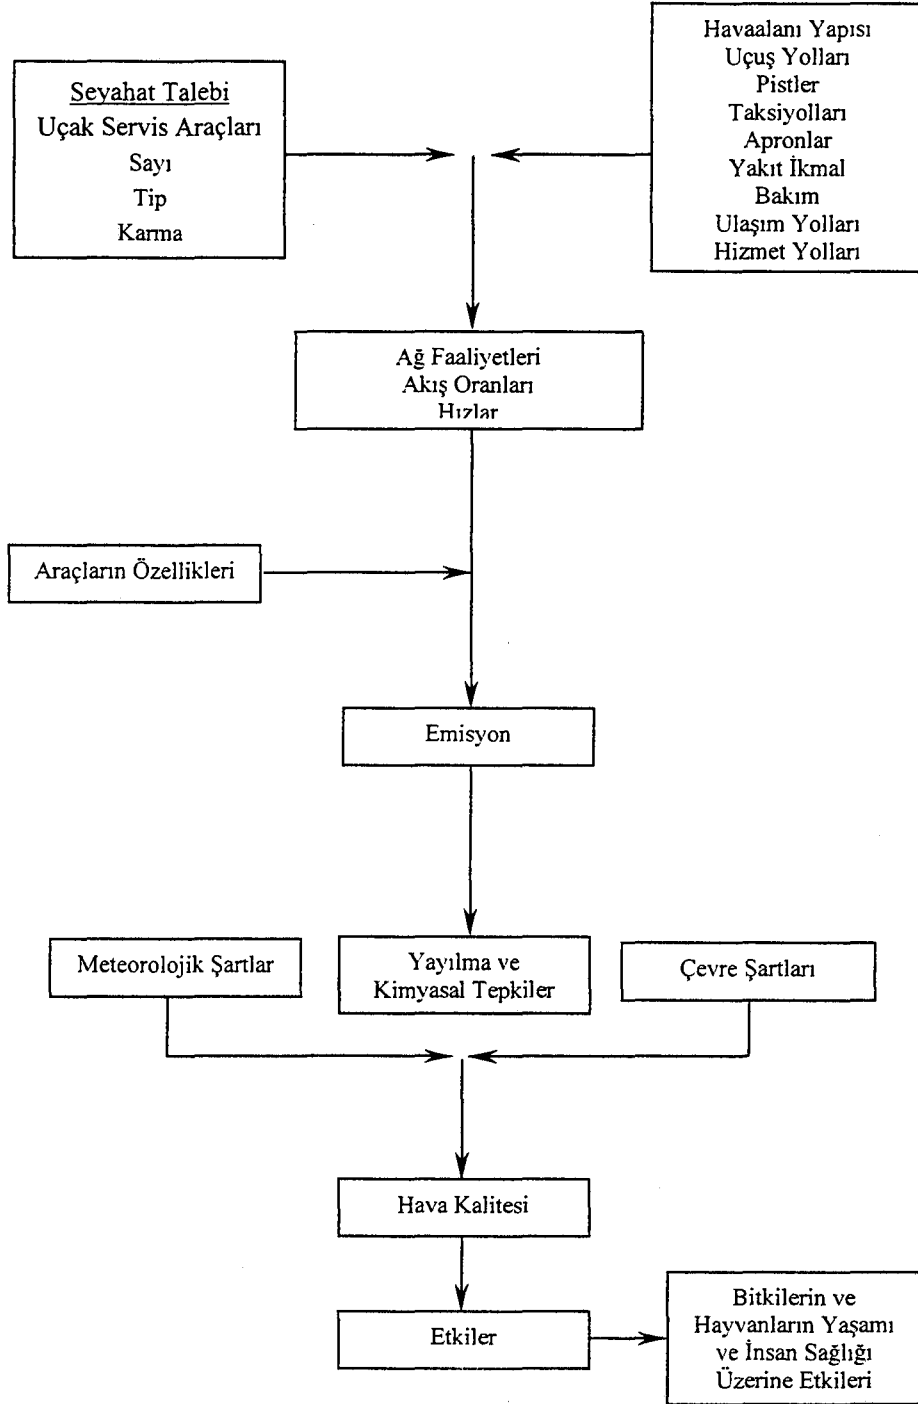 Seyahat Talebi
Uçak Servis Araçları
Sayı
Tip
Karma
Havaalanı Yapısı
Uçuş Yolları
Pistler
Taksiyolları
Apronlar
Yakıt İkmal
Bakım
Ulaşım Yolları
Hizmet Yolları
Ağ Faaliyetleri
Akış Oranları
Hızlar
Araçların Özellikleri
Emisyon
Meteorolojik Şartlar
Yayılma ve
Kimyasal Tepkiler
Çevre Şartları
Hava Kalitesi
Etkiler
Bitkilerin ve
Hayvanların Yaşamı
ve İnsan Sağlığı
Üzerine Etkileri